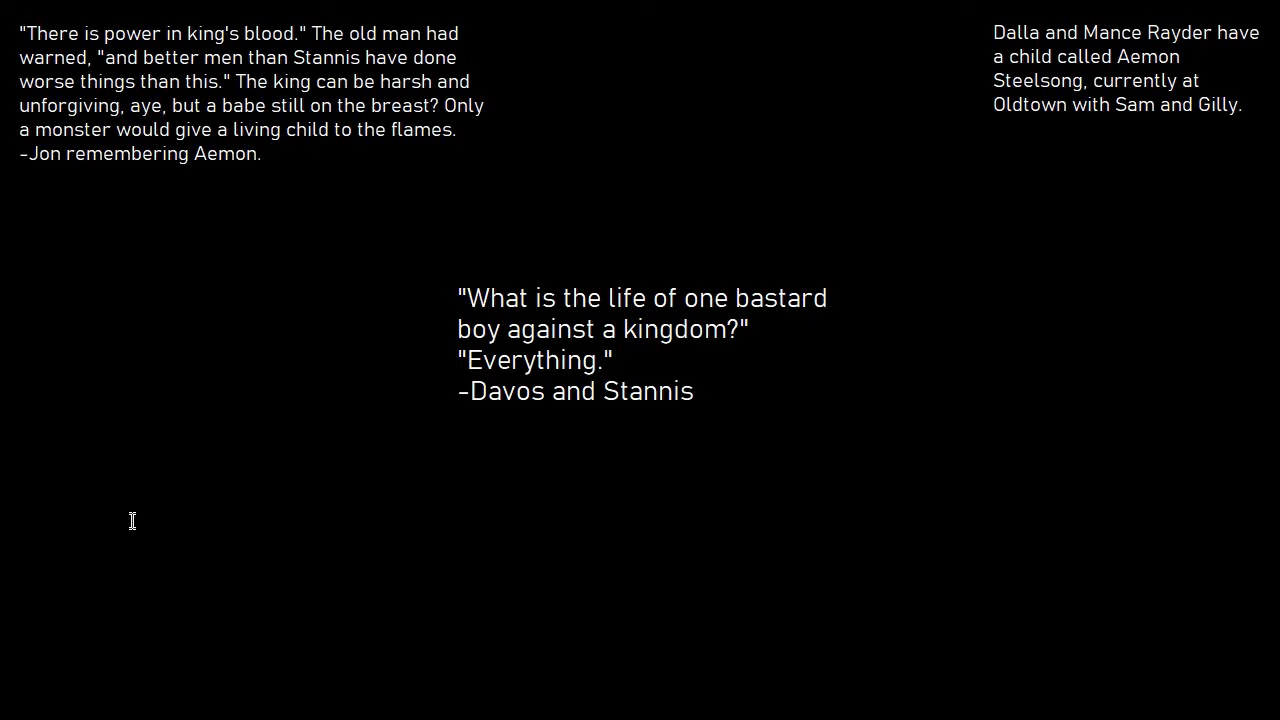 "There is power in king's blood." The old man had
warned, "and better men than Stannis have done
worse things than this." The king can be harsh and
unforgiving, aye, but a babe still on the breast? Only
a monster would give a living child to the flames.
-Jon remembering Aemon.
Dalla and Mance Rayder have
a child called Aemon
Steelsong, currently at
Oldtown with Sam and Gilly.
"What is the life of one bastard
boy against a kingdom?"
"Everything."
-Davos and Stannis